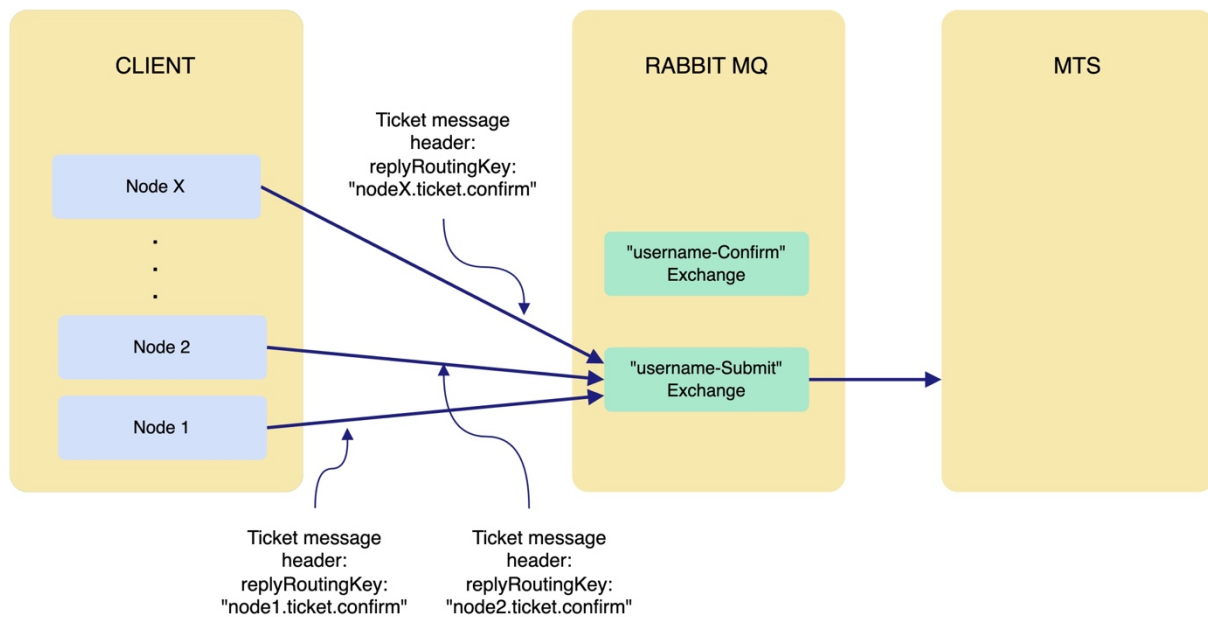 CLIENT
RABBIT MQ
MTS
Ticket message
header:
replyRoutingKey:
"nodeX.ticket.confirm"
Node X
"username-Confirm"
Exchange
Node 2
"username-Submit"
Exchange
Node 1
Ticket message
header:
replyRoutingKey:
"node1.ticket.confirm"
Ticket message
header:
replyRoutingKey:
"node2.ticket.confirm"